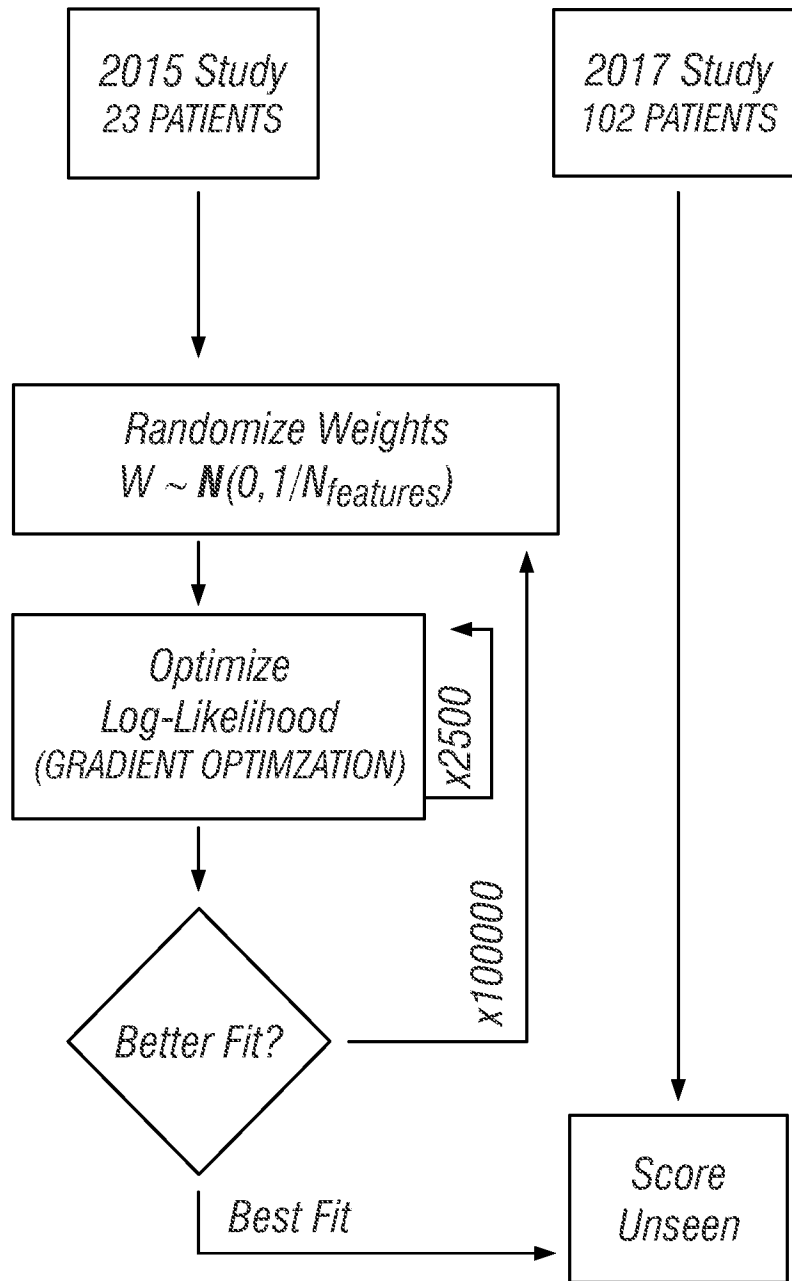 2015 Study
23 PATIENTS
2017 Study
102 PATIENTS
Randomize Weights
W ~ N(0,1/Nfeatures)
Optimize
Log-Likelihood
(GRADIENT OPTIMZATION)
x2500
x100000
Better Fit?
Best Fit
Score
Unseen